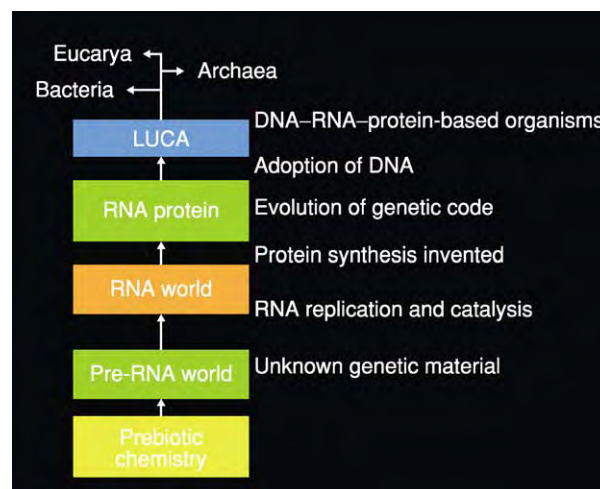 Eucarya
Archaea
Bacteria
DNA–RNA–protein-based organisms
LUCA
Adoption of DNA
RNA protein
Evolution of genetic code
Protein synthesis invented
RNA world
RNA replication and catalysis
Pre-RNA world
Unknown genetic material
Prebiotic
chemistry